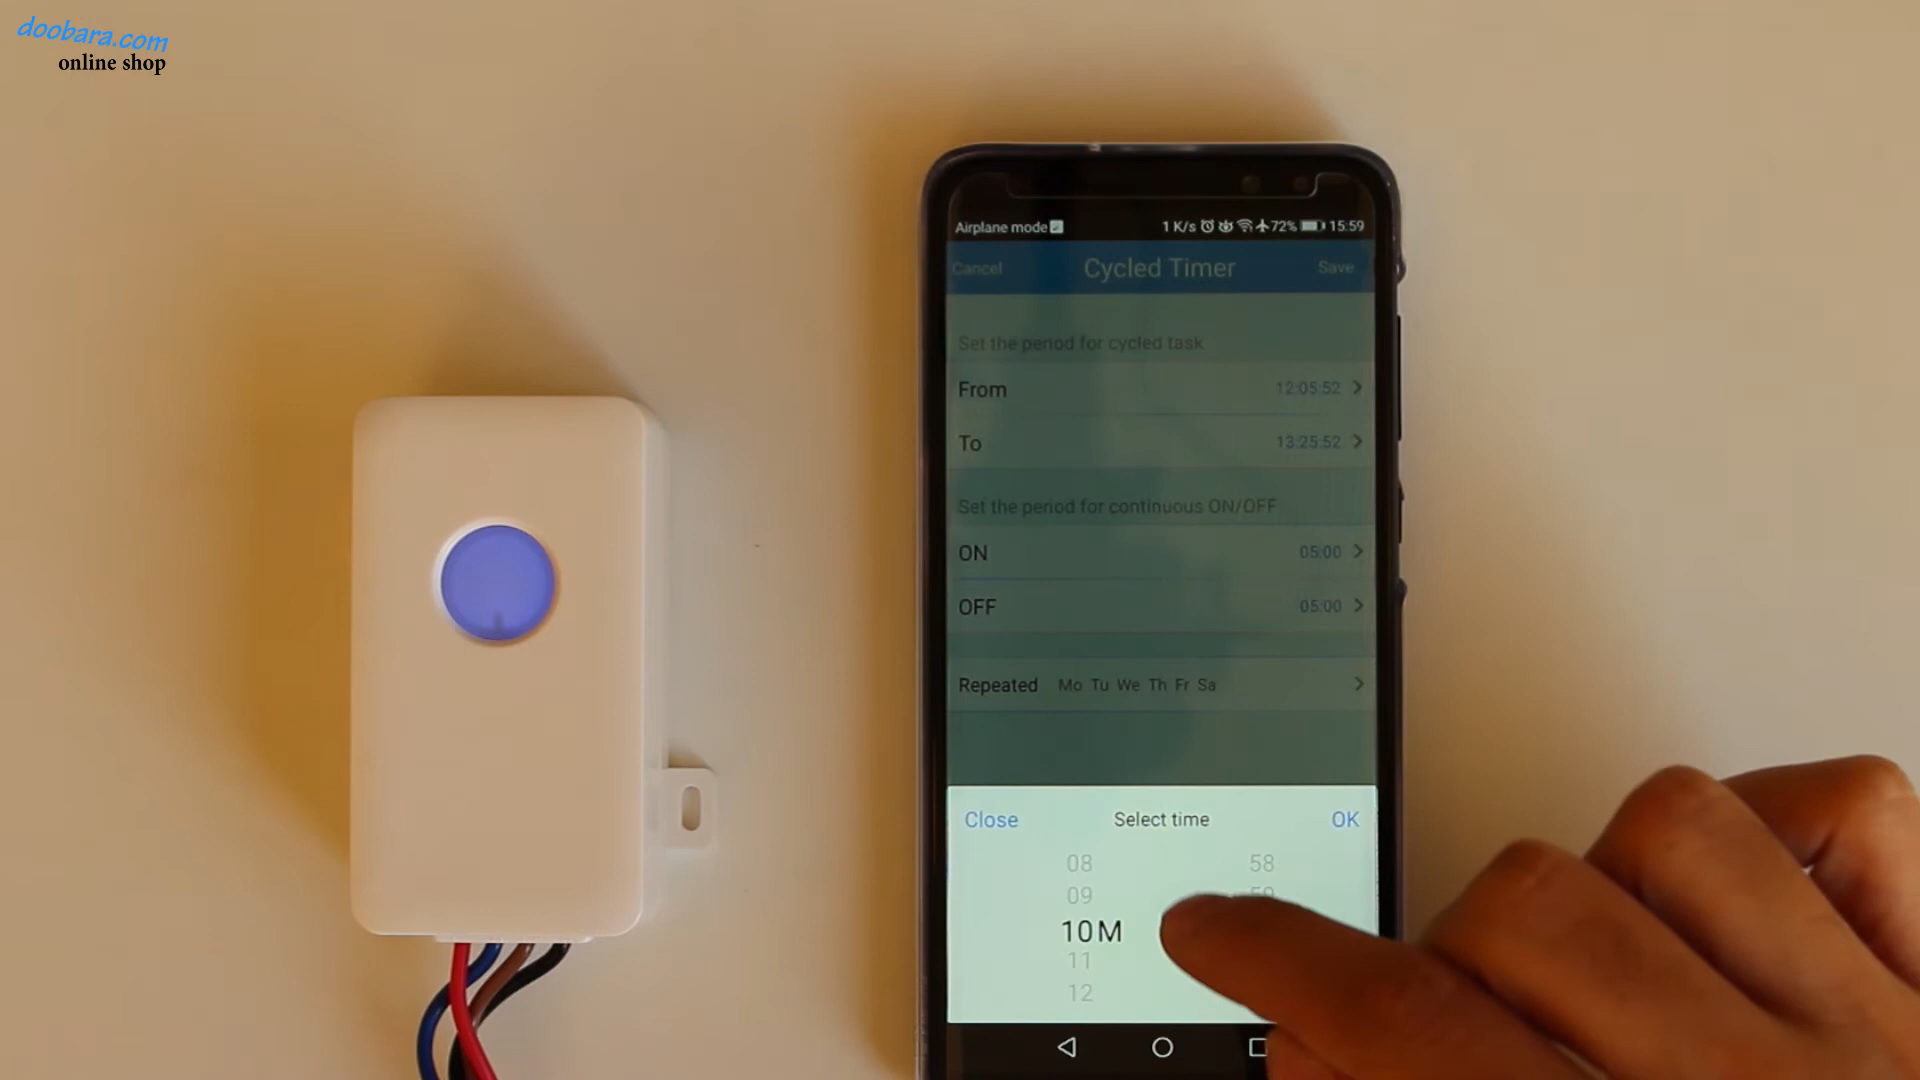 doobara.com
online shop
Airplane mode 1 K/s 72% 15:59
Cancel Cycled Timer Save
Set the period for cycled task
From 12:05:52
To 13:25:52
Set the period for continuous ON/OFF
ON 05:00
OFF 05:00
Repeated Mo Tu We Th Fr Sa
Close Select time OK
08 58
09 59
10M
11
12